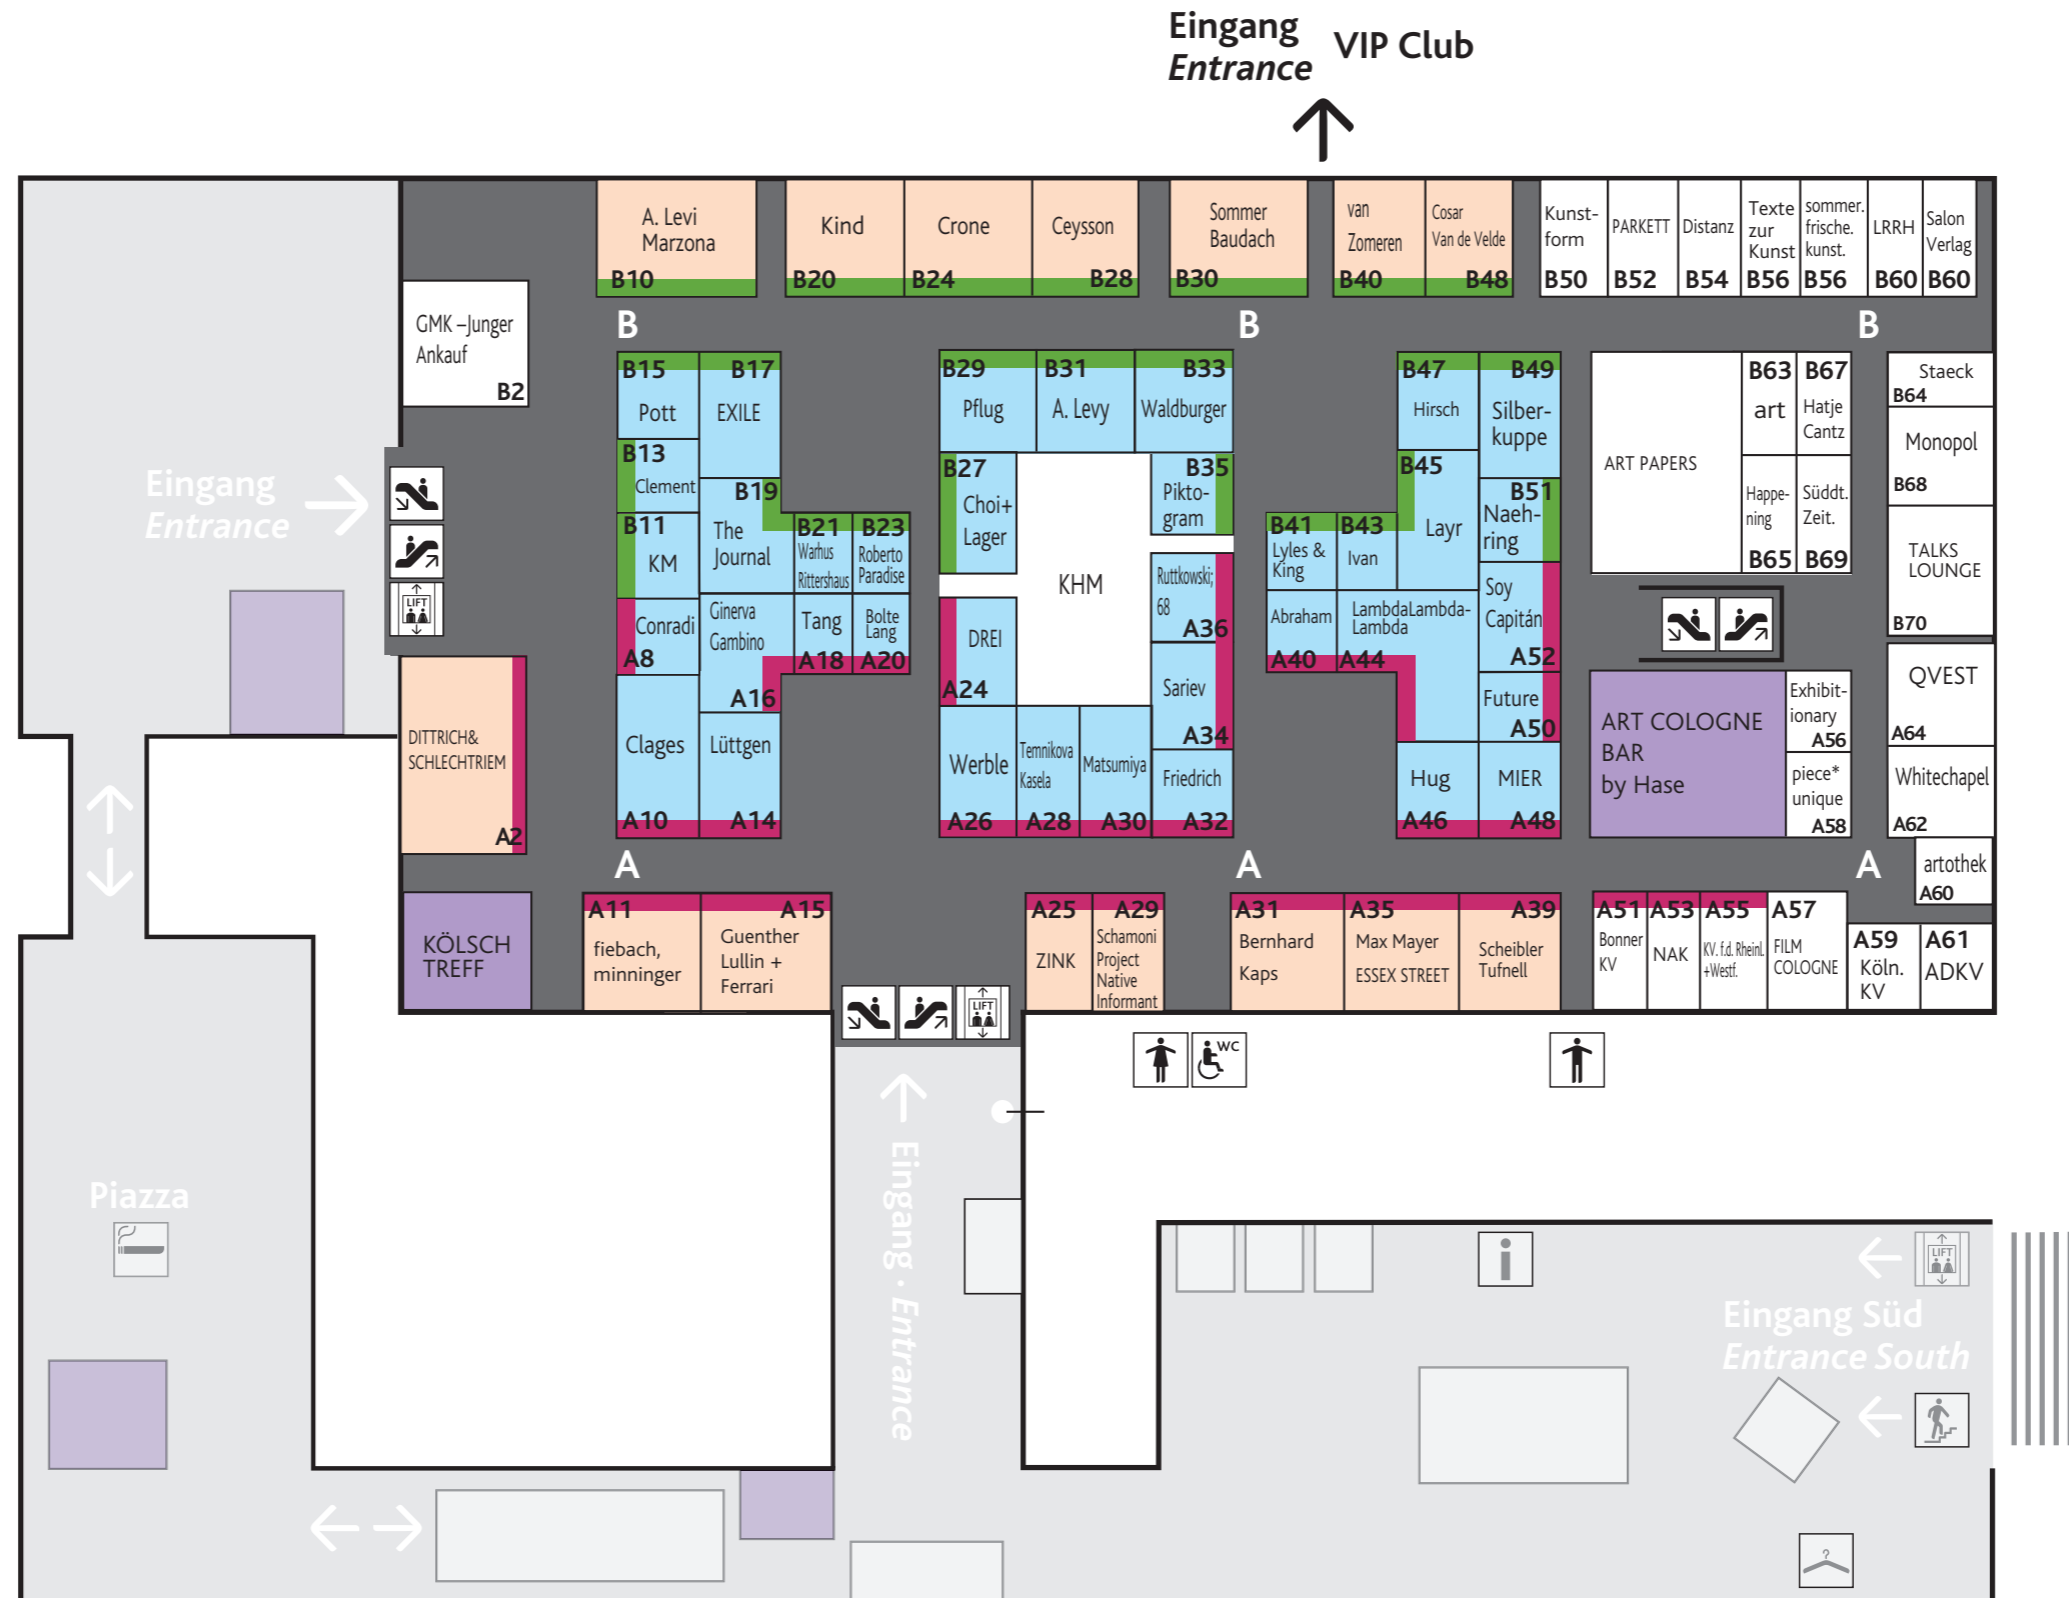 Eingang
Entrance
VIP Club
A. Levi
Marzona
B10
Kind
B20
Crone
B24
Ceysson
B28
Sommer
Baudach
B30
van
Zomeren
B40
Cosar
Van de Velde
B48
Kunst-
form
B50
PARKETT
B52
Distanz
B54
Texte
zur
Kunst
B56
sommer.
frische.
kunst.
B56
LRRH
B60
Salon
Verlag
B60
GMK –Junger
Ankauf
B2
B
B
B
B15
Pott
B17
EXILE
B13
Clement
B19
The
Journal
B11
KM
B21
Warhus
Rittershaus
B23
Roberto
Paradise
Conradi
A8
Ginerva
Gambino
A16
Tang
A18
Bolte
Lang
A20
Clages
A10
Lüttgen
A14
B29
Pflug
B31
A. Levy
B33
Waldburger
B27
Choi+
Lager
B35
Pikto-
gram
KHM
DREI
A24
Ruttkowski;
68
A36
Sariev
A34
Werble
A26
Temnikova
Kasela
A28
Matsumiya
A30
Friedrich
A32
B47
Hirsch
B49
Silber-
kuppe
B45
Layr
B51
Naeh-
ring
B41
Lyles &
King
B43
Ivan
Abraham
A40
LambdaLambda-
Lambda
A44
Soy
Capitán
A52
Future
A50
Hug
A46
MIER
A48
ART PAPERS
B63
art
B67
Hatje
Cantz
Happe-
ning
B65
Südd​t.
Zeit.
B69
Staeck
B64
Monopol
B68
TALKS
LOUNGE
B70
QVEST
A64
Whitechapel
A62
artothek
A60
ART COLOGNE
BAR
by Hase
Exhibit-
ionary
A56
piece*
unique
A58
Eingang
Entrance
LIFT
DITTRICH&
SCHLECHTRIEM
A2
A
A
A
KÖLSCH
TREFF
A11
fiebach,
minninger
A15
Guenther
Lullin +
Ferrari
A25
ZINK
A29
Schamoni
Project
Native
Informant
A31
Bernhard
Kaps
A35
Max Mayer
ESSEX STREET
A39
Scheibler
Tufnell
A51
Bonner
KV
A53
NAK
A55
KV. f.d. Rheinl.
+Westf.
A57
FILM
COLOGNE
A59
Köln.
KV
A61
ADKV
LIFT
WC
Eingang · Entrance
Piazza
i
LIFT
Eingang Süd
Entrance South
?